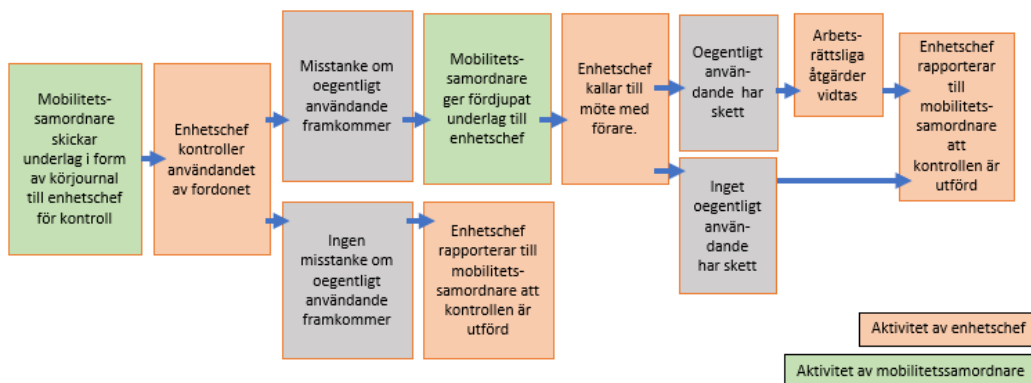 Mobilitets-
samordnare
skickar
underlag i form
av körjournal
till enhetschef
för kontroll
Enhetschef
kontroller
användandet
av fordonet
Misstanke om
oegentligt
användande
framkommer
Mobilitets-
samordnare
ger fördjupat
underlag till
enhetschef
Enhetschef
kallar till
möte med
förare.
Oegentligt
använ-
dande har
skett
Arbets-
rättsliga
åtgärder
vidtas
Enhetschef
rapporterar
till
mobilitets-
samordnare
att
kontrollen är
utförd
Inget
oegentligt
använ-
dande
har skett
Ingen
misstanke om
oegentligt
användande
framkommer
Enhetschef
rapporterar till
mobilitets-
samordnare att
kontrollen är
utförd
Aktivitet av enhetschef
Aktivitet av mobilitetssamordnare